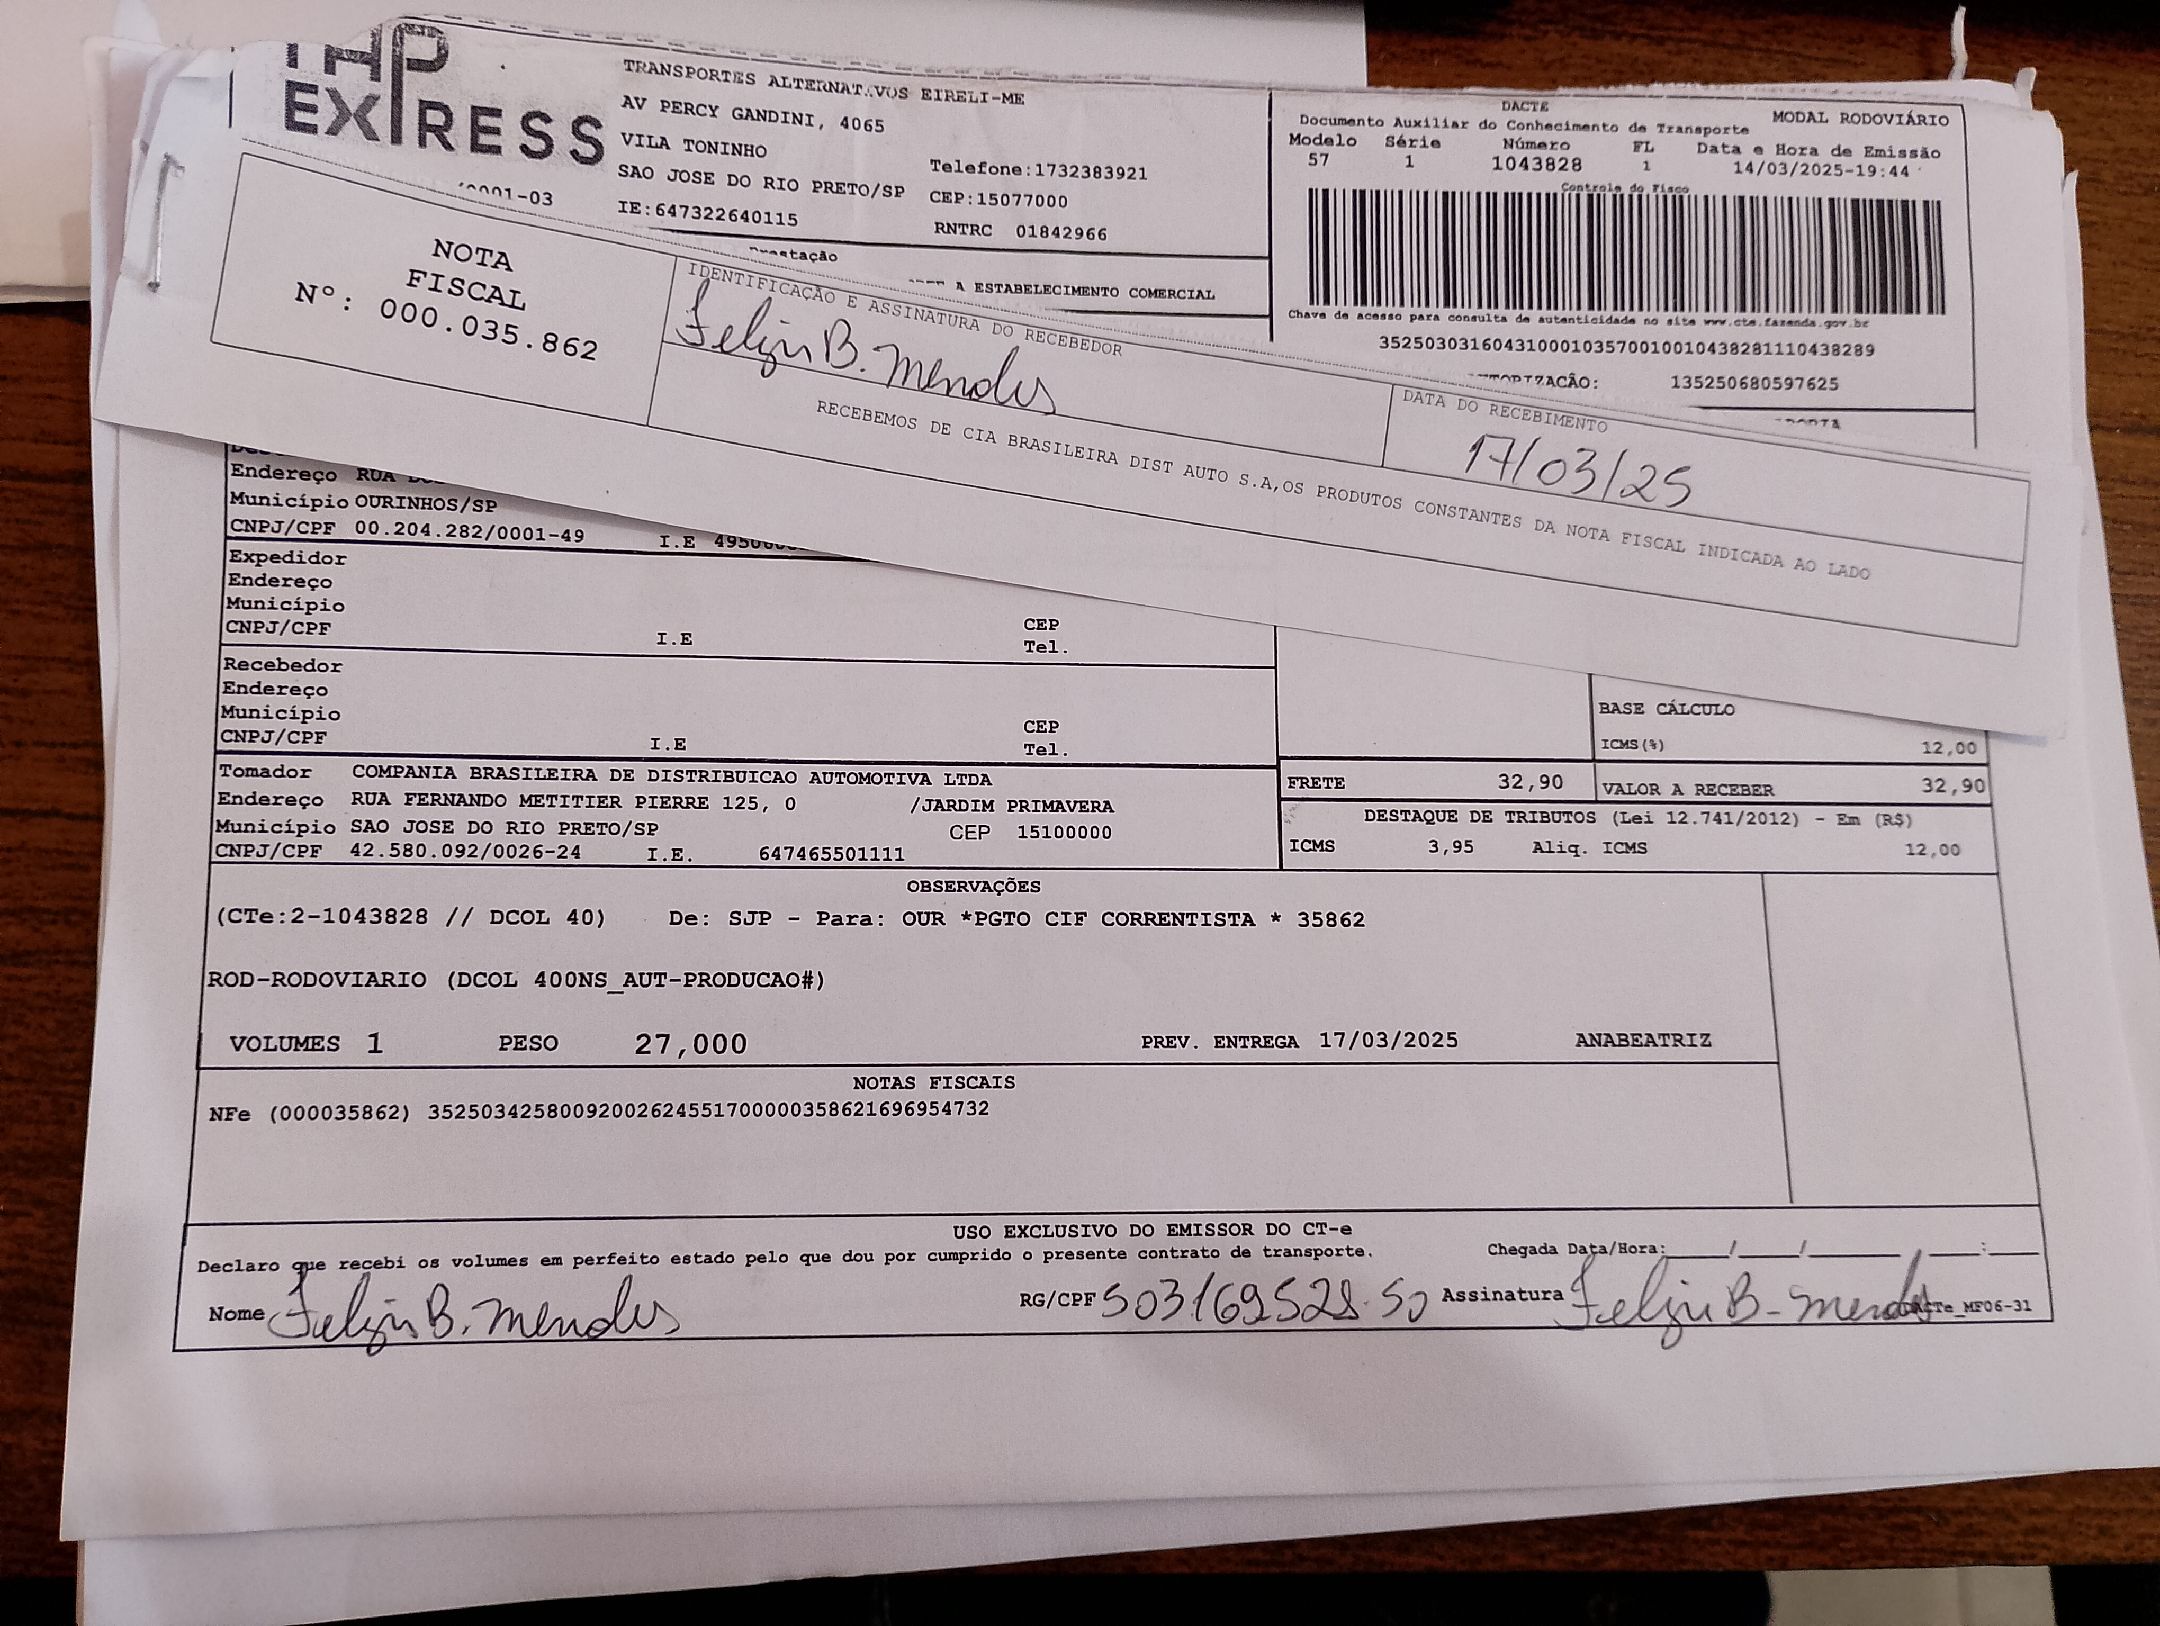 THP
EXPRESS
TRANSPORTES ALTERNAT.VOS EIRELI-ME
AV PERCY GANDINI, 4065
VILA TONINHO
SAO JOSE DO RIO PRETO/SP
IE:647322640115
Telefone:1732383921
CEP:15077000
RNTRC 01842966
/0001-03
DACTE
MODAL RODOVIÁRIO
Documento Auxiliar do Conhecimento de Transporte
Modelo Série Número FL Data e Hora de Emissão
57 1 1043828 1 14/03/2025-19:44
Controle do Fisco
Chave de acesso para consulta de autenticidade no site www.cte.fazenda.gov.br
35250303160431000103570010010438281110438289
135250680597625
A ESTABELECIMENTO COMERCIAL
NOTA
FISCAL
Nº: 000.035.862
IDENTIFICAÇÃO E ASSINATURA DO RECEBEDOR
B. Mendes
DATA DO RECEBIMENTO
17/03/25
RECEBEMOS DE CIA BRASILEIRA DIST AUTO S.A,OS PRODUTOS CONSTANTES DA NOTA FISCAL INDICADA AO LADO
Endereço RUA
Município OURINHOS/SP
CNPJ/CPF 00.204.282/0001-49 I.E
Expedidor
Endereço
Município
CNPJ/CPF I.E CEP
Tel.
Recebedor
Endereço
Município
CNPJ/CPF I.E CEP
Tel.
BASE CÁLCULO
ICMS(%) 12,00
Tomador COMPANIA BRASILEIRA DE DISTRIBUICAO AUTOMOTIVA LTDA
Endereço RUA FERNANDO METITIER PIERRE 125, 0 /JARDIM PRIMAVERA
Município SAO JOSE DO RIO PRETO/SP CEP 15100000
CNPJ/CPF 42.580.092/0026-24 I.E. 647465501111
FRETE 32,90 VALOR A RECEBER 32,90
DESTAQUE DE TRIBUTOS (Lei 12.741/2012) - Em (R$)
ICMS 3,95 Aliq. ICMS 12,00
OBSERVAÇÕES
(CTe:2-1043828 // DCOL 40) De: SJP - Para: OUR *PGTO CIF CORRENTISTA * 35862
ROD-RODOVIARIO (DCOL 400NS_AUT-PRODUCAO#)
VOLUMES 1 PESO 27,000 PREV. ENTREGA 17/03/2025 ANABEATRIZ
NOTAS FISCAIS
NFe (000035862) 35250342580092002624551700000358621696954732
USO EXCLUSIVO DO EMISSOR DO CT-e
Declaro que recebi os volumes em perfeito estado pelo que dou por cumprido o presente contrato de transporte. Chegada Data/Hora:___/___/_____ ___:___
Nome B. Mendes RG/CPF 503169528.50 Assinatura B- Mendes
DACTe_MF06-31